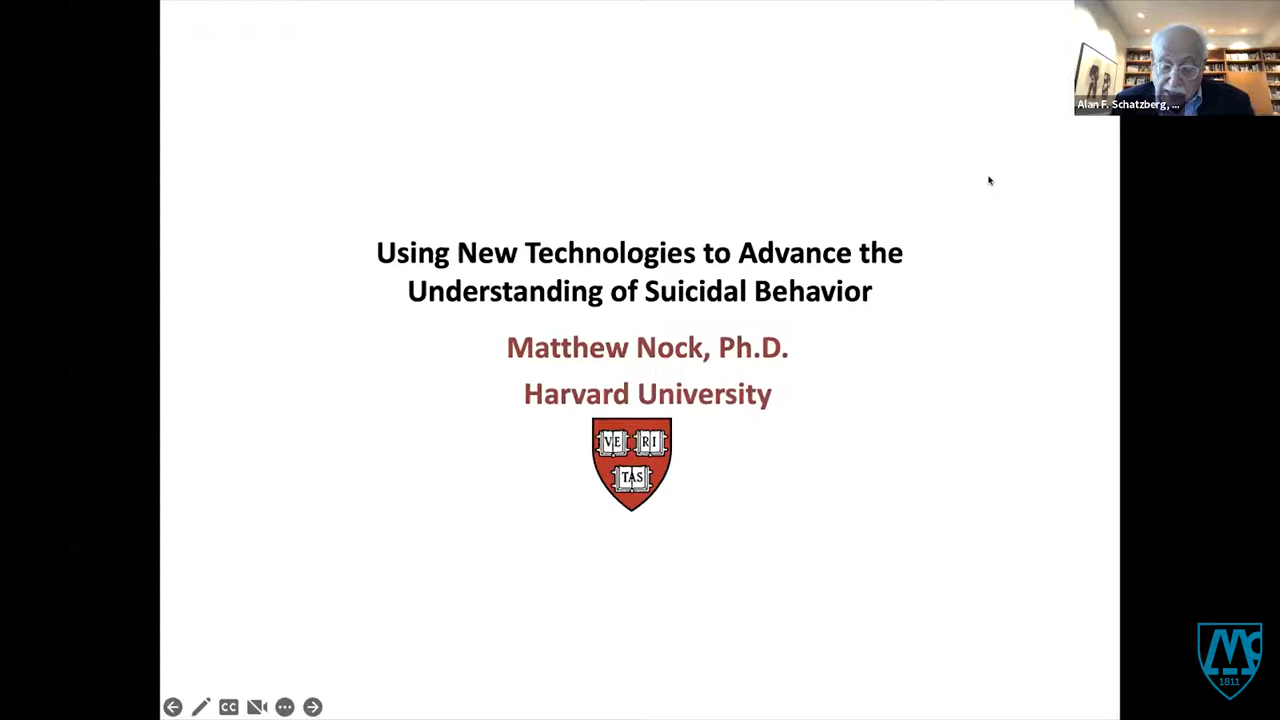 Alan F. Schatzberg, ...
Using New Technologies to Advance the
Understanding of Suicidal Behavior
Matthew Nock, Ph.D.
Harvard University
VE RI
TAS
CC
1811